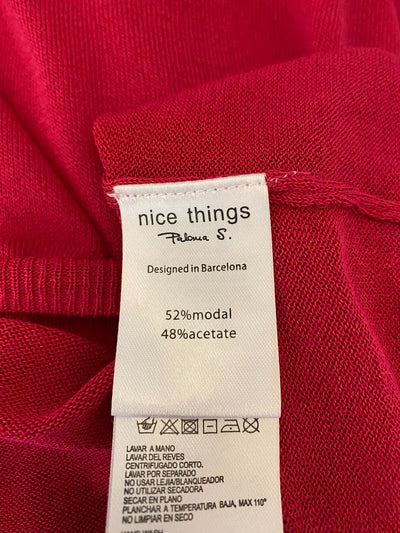 nice things
Paloma S.
Designed in Barcelona
52%modal
48%acetate
LAVAR A MANO
LAVAR DEL REVES
CENTRIFUGADO CORTO.
LAVAR POR SEPARADO
NO USAR LEJIA/BLANQUEADOR
NO UTILIZAR SECADORA
SECAR EN PLANO
PLANCHAR A TEMPERATURA BAJA, MAX 110°
NO LIMPIAR EN SECO